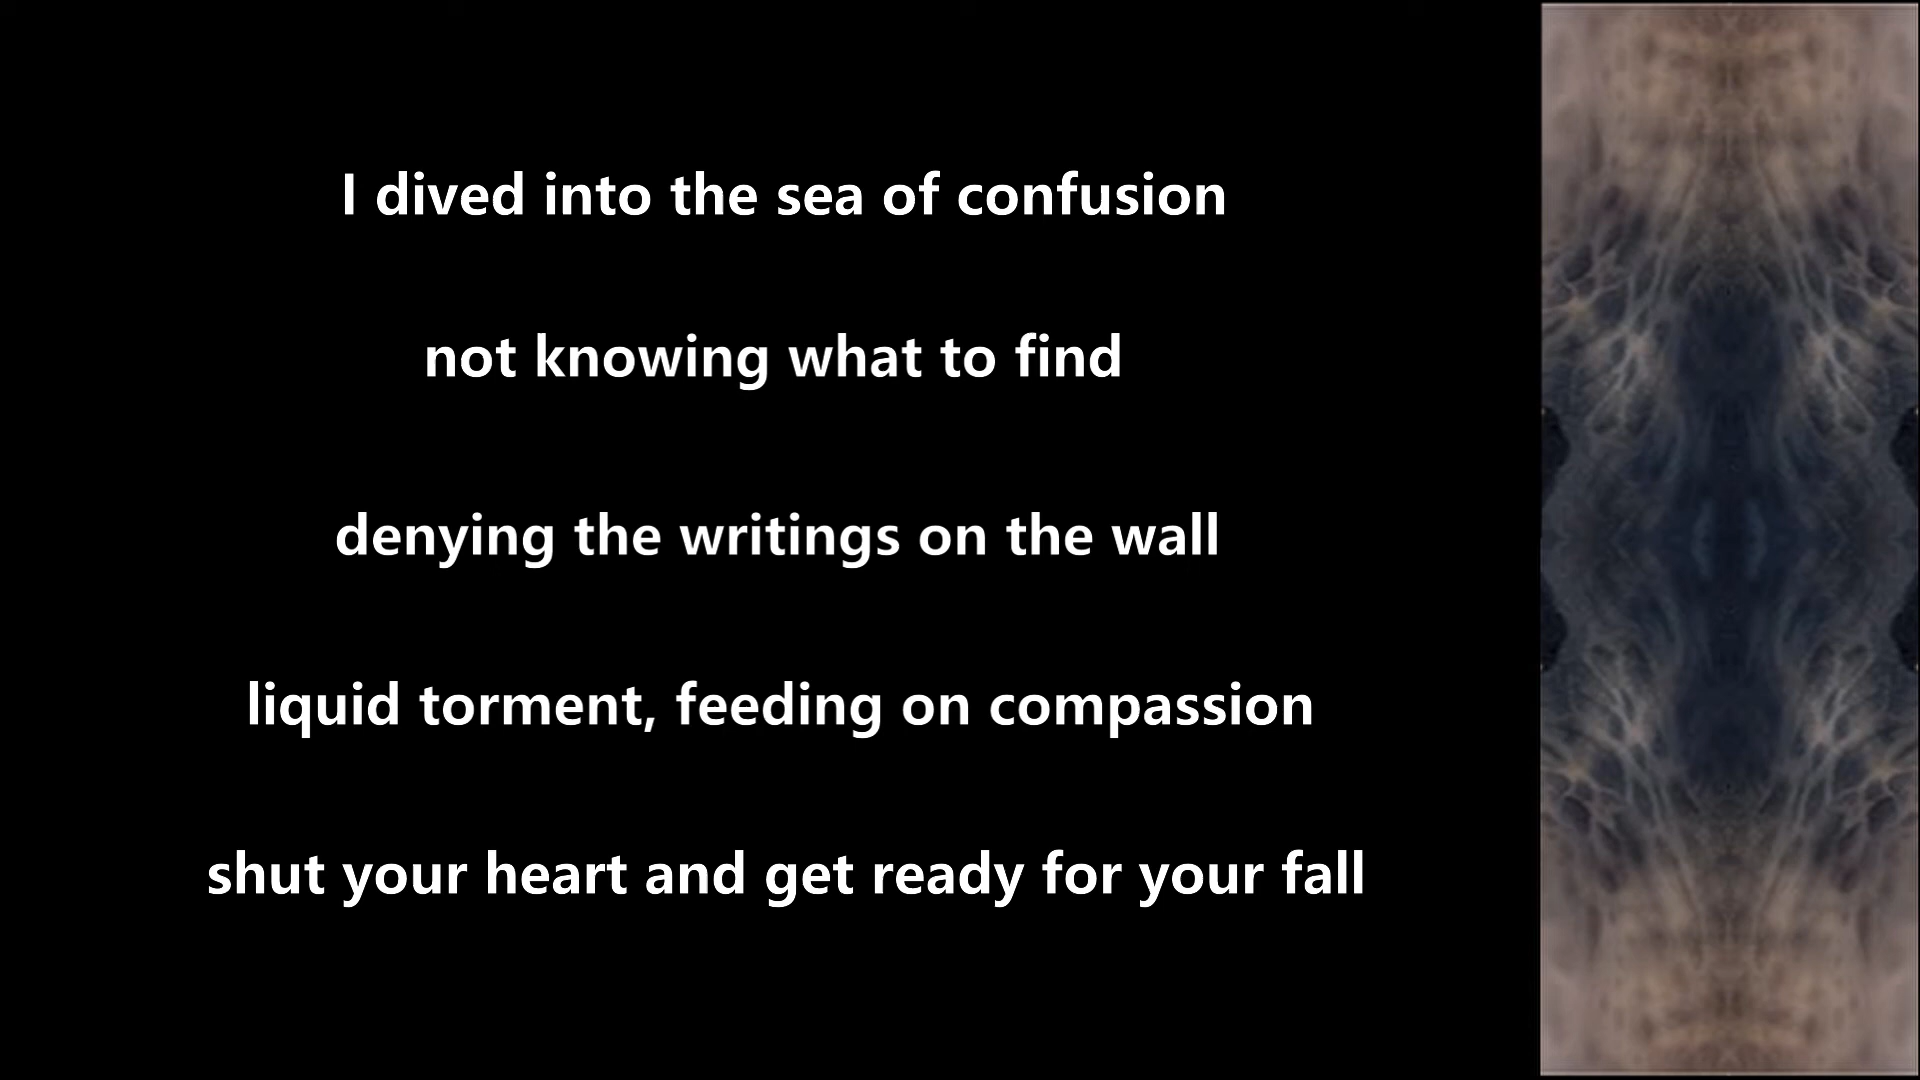 I dived into the sea of confusion
not knowing what to find
denying the writings on the wall
liquid torment, feeding on compassion
shut your heart and get ready for your fall